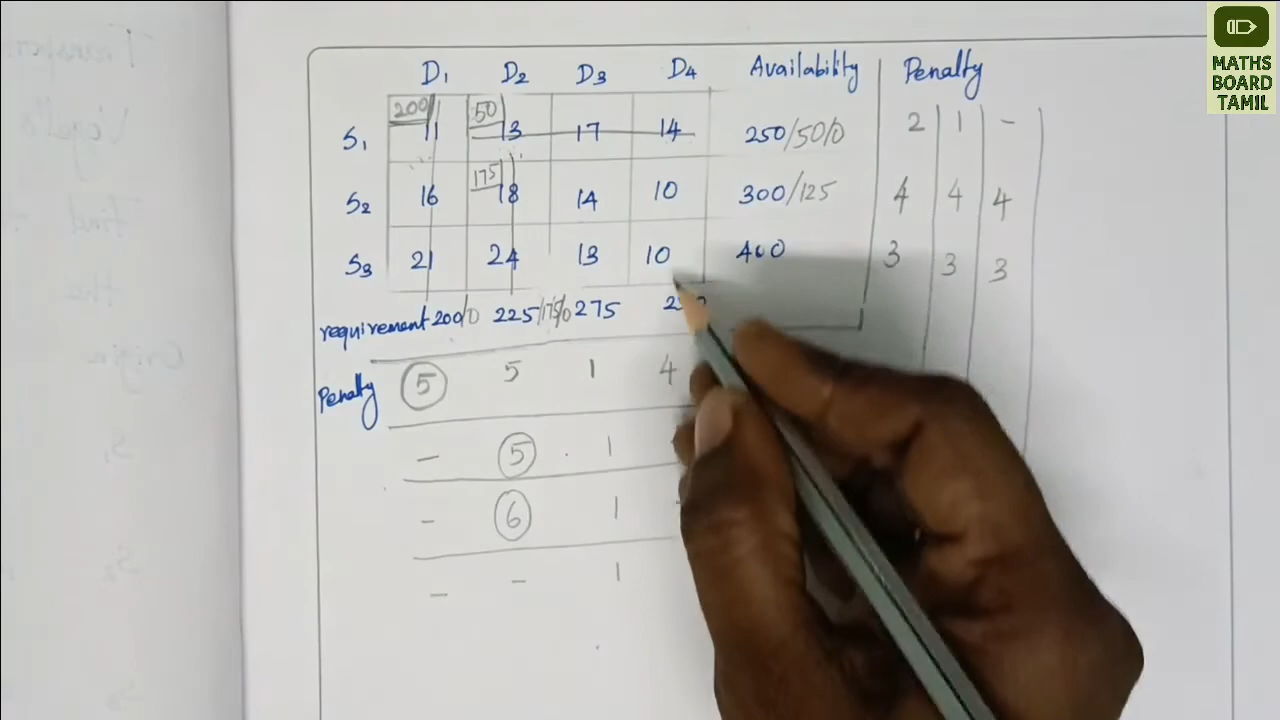 MATHS
BOARD
TAMIL
D1 D2 D3 D4 Availability Penalty
200 50
S1 11 13 17 14 250/50/0 2 1 -
175
S2 16 18 14 10 300/125 4 4 4
S3 21 24 13 10 400 3 3 3
requirement 200/0 225/175/0 275
Penalty 5 5 1 4
- 5 1
- 6 1
- - 1